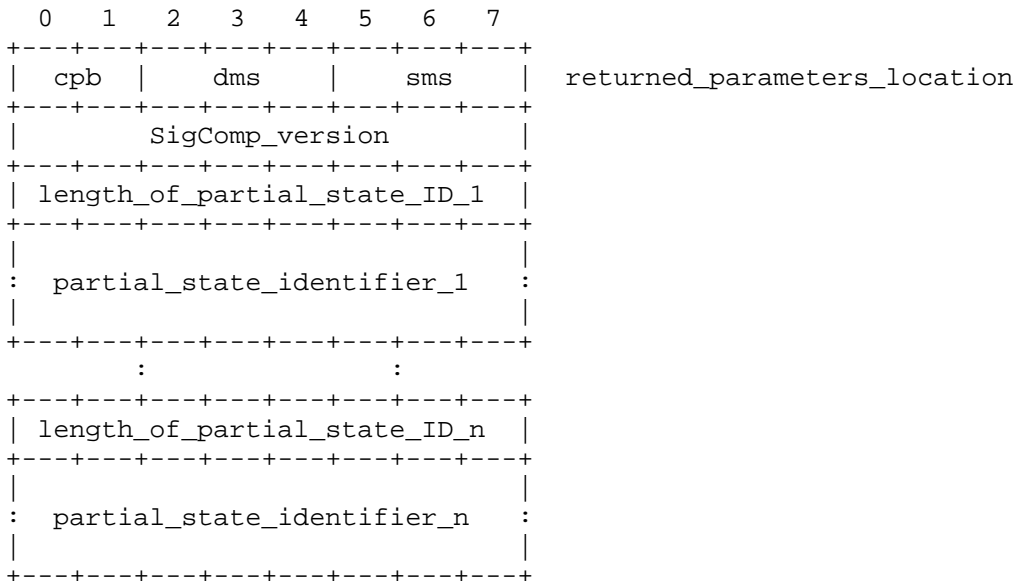 0   1   2   3   4   5   6   7
+---+---+---+---+---+---+---+---+
|  cpb  |    dms    |    sms    |  returned_parameters_location
+---+---+---+---+---+---+---+---+
|        SigComp_version        |
+---+---+---+---+---+---+---+---+
| length_of_partial_state_ID_1  |
+---+---+---+---+---+---+---+---+
|                               |
:  partial_state_identifier_1   :
|                               |
+---+---+---+---+---+---+---+---+
        :               :
+---+---+---+---+---+---+---+---+
| length_of_partial_state_ID_n  |
+---+---+---+---+---+---+---+---+
|                               |
:  partial_state_identifier_n   :
|                               |
+---+---+---+---+---+---+---+---+